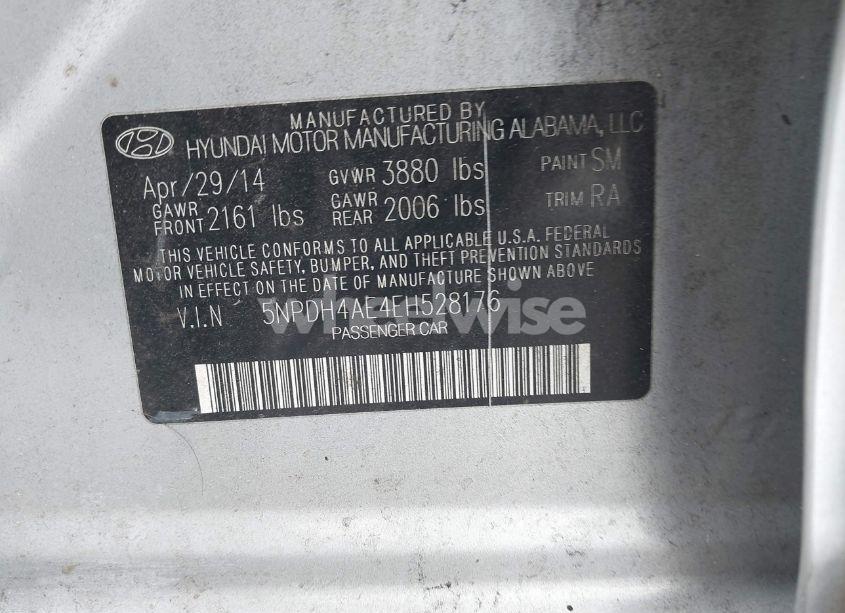 MANUFACTURED BY
HYUNDAI MOTOR MANUFACTURING ALABAMA, LLC
Apr/29/14 GVWR 3880 lbs PAINT SM
GAWR FRONT 2161 lbs GAWR REAR 2006 lbs TRIM RA
THIS VEHICLE CONFORMS TO ALL APPLICABLE U.S.A. FEDERAL
MOTOR VEHICLE SAFETY, BUMPER, AND THEFT PREVENTION STANDARDS
IN EFFECT ON THE DATE OF MANUFACTURE SHOWN ABOVE
V.I.N 5NPDH4AE4EH528176
PASSENGER CAR
wheelwise